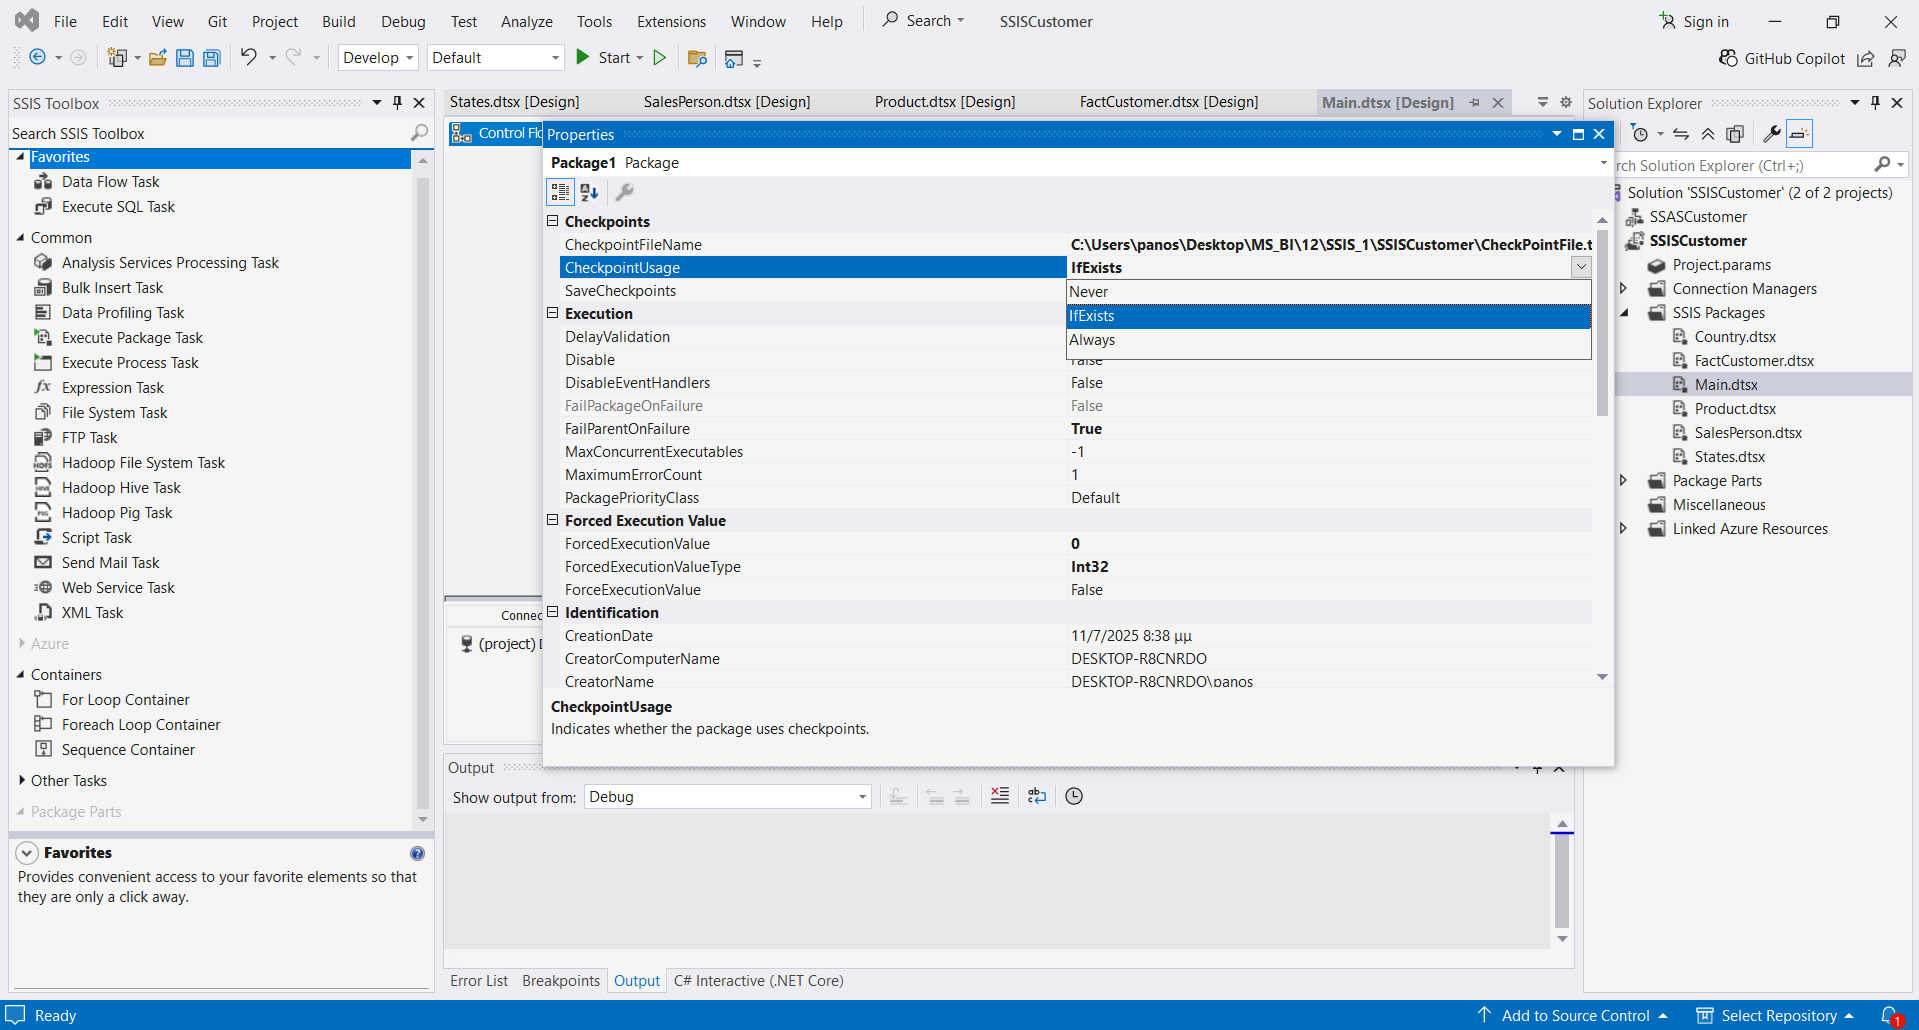 File Edit View Git Project Build Debug Test Analyze Tools Extensions Window Help Search SSISCustomer Sign in
Develop Default Start GitHub Copilot
SSIS Toolbox
Search SSIS Toolbox
Favorites
Data Flow Task
Execute SQL Task
Common
Analysis Services Processing Task
Bulk Insert Task
Data Profiling Task
Execute Package Task
Execute Process Task
Expression Task
File System Task
FTP Task
Hadoop File System Task
Hadoop Hive Task
Hadoop Pig Task
Script Task
Send Mail Task
Web Service Task
XML Task
Azure
Containers
For Loop Container
Foreach Loop Container
Sequence Container
Other Tasks
Package Parts
Favorites
Provides convenient access to your favorite elements so that
they are only a click away.
States.dtsx [Design] SalesPerson.dtsx [Design] Product.dtsx [Design] FactCustomer.dtsx [Design] Main.dtsx [Design]
Control Fl
Properties
Package1 Package
Checkpoints
CheckpointFileName C:\Users\panos\Desktop\MS_BI\12\SSIS_1\SSISCustomer\CheckPointFile.t
CheckpointUsage IfExists
SaveCheckpoints
Never
IfExists
Always
Execution
DelayValidation
Disable False
DisableEventHandlers False
FailPackageOnFailure False
FailParentOnFailure True
MaxConcurrentExecutables -1
MaximumErrorCount 1
PackagePriorityClass Default
Forced Execution Value
ForcedExecutionValue 0
ForcedExecutionValueType Int32
ForceExecutionValue False
Identification
CreationDate 11/7/2025 8:38 μμ
CreatorComputerName DESKTOP-R8CNRDO
CreatorName DESKTOP-R8CNRDO\panos
CheckpointUsage
Indicates whether the package uses checkpoints.
Connec
(project)
Output
Show output from: Debug
Error List Breakpoints Output C# Interactive (.NET Core)
Solution Explorer
rch Solution Explorer (Ctrl+;)
Solution 'SSISCustomer' (2 of 2 projects)
SSASCustomer
SSISCustomer
Project.params
Connection Managers
SSIS Packages
Country.dtsx
FactCustomer.dtsx
Main.dtsx
Product.dtsx
SalesPerson.dtsx
States.dtsx
Package Parts
Miscellaneous
Linked Azure Resources
Ready Add to Source Control Select Repository 1